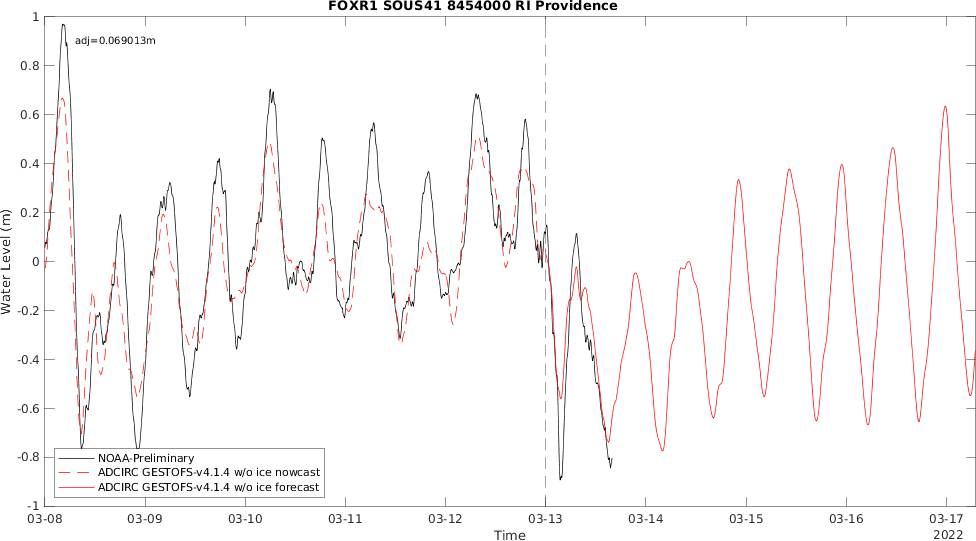 FOXR1 SOUS41 8454000 RI Providence
adj=0.069013m
Water Level (m)
1
0.8
0.6
0.4
0.2
0
-0.2
-0.4
-0.6
-0.8
-1
NOAA-Preliminary
ADCIRC GESTOFS-v4.1.4 w/o ice nowcast
ADCIRC GESTOFS-v4.1.4 w/o ice forecast
03-08 03-09 03-10 03-11 03-12 03-13 03-14 03-15 03-16 03-17
Time
2022